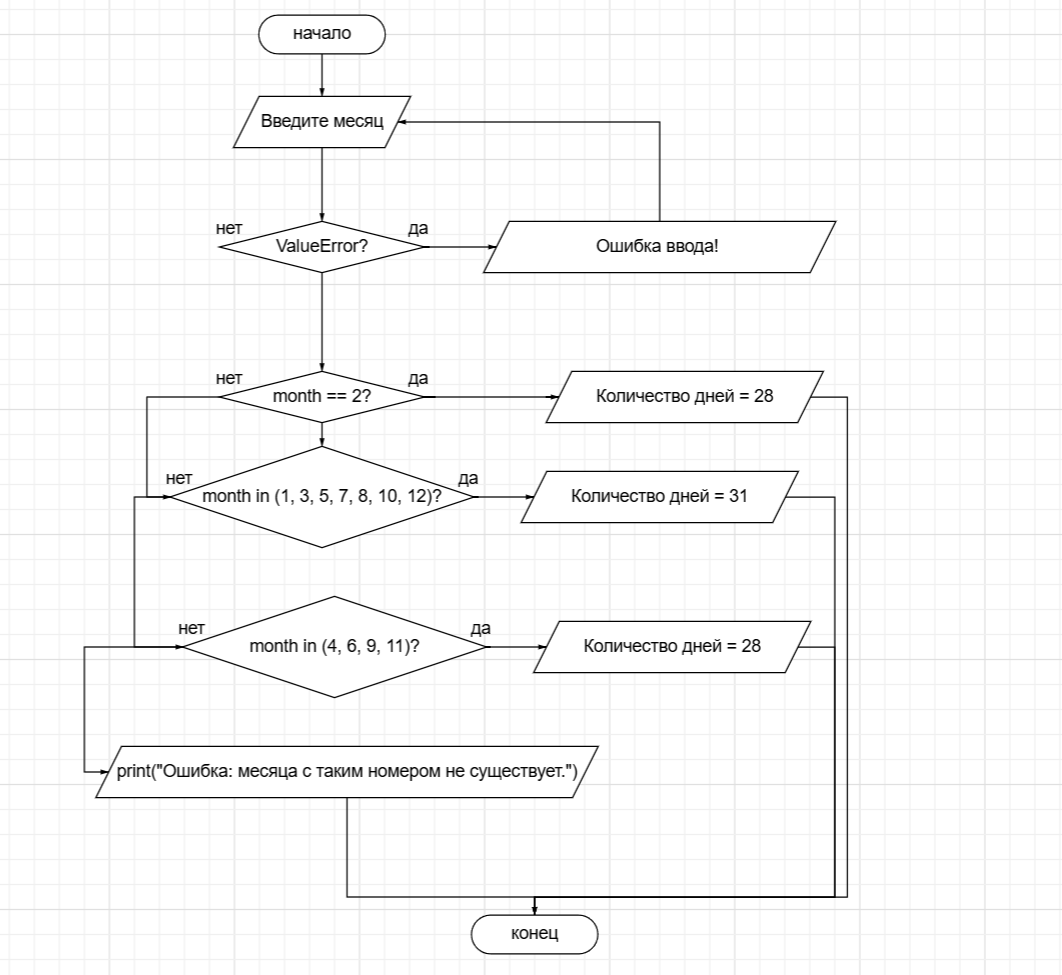 начало
Введите месяц
нет
ValueError?
да
Ошибка ввода!
нет
month == 2?
да
Количество дней = 28
нет
month in (1, 3, 5, 7, 8, 10, 12)?
да
Количество дней = 31
нет
month in (4, 6, 9, 11)?
да
Количество дней = 28
print("Ошибка: месяца с таким номером не существует.")
конец